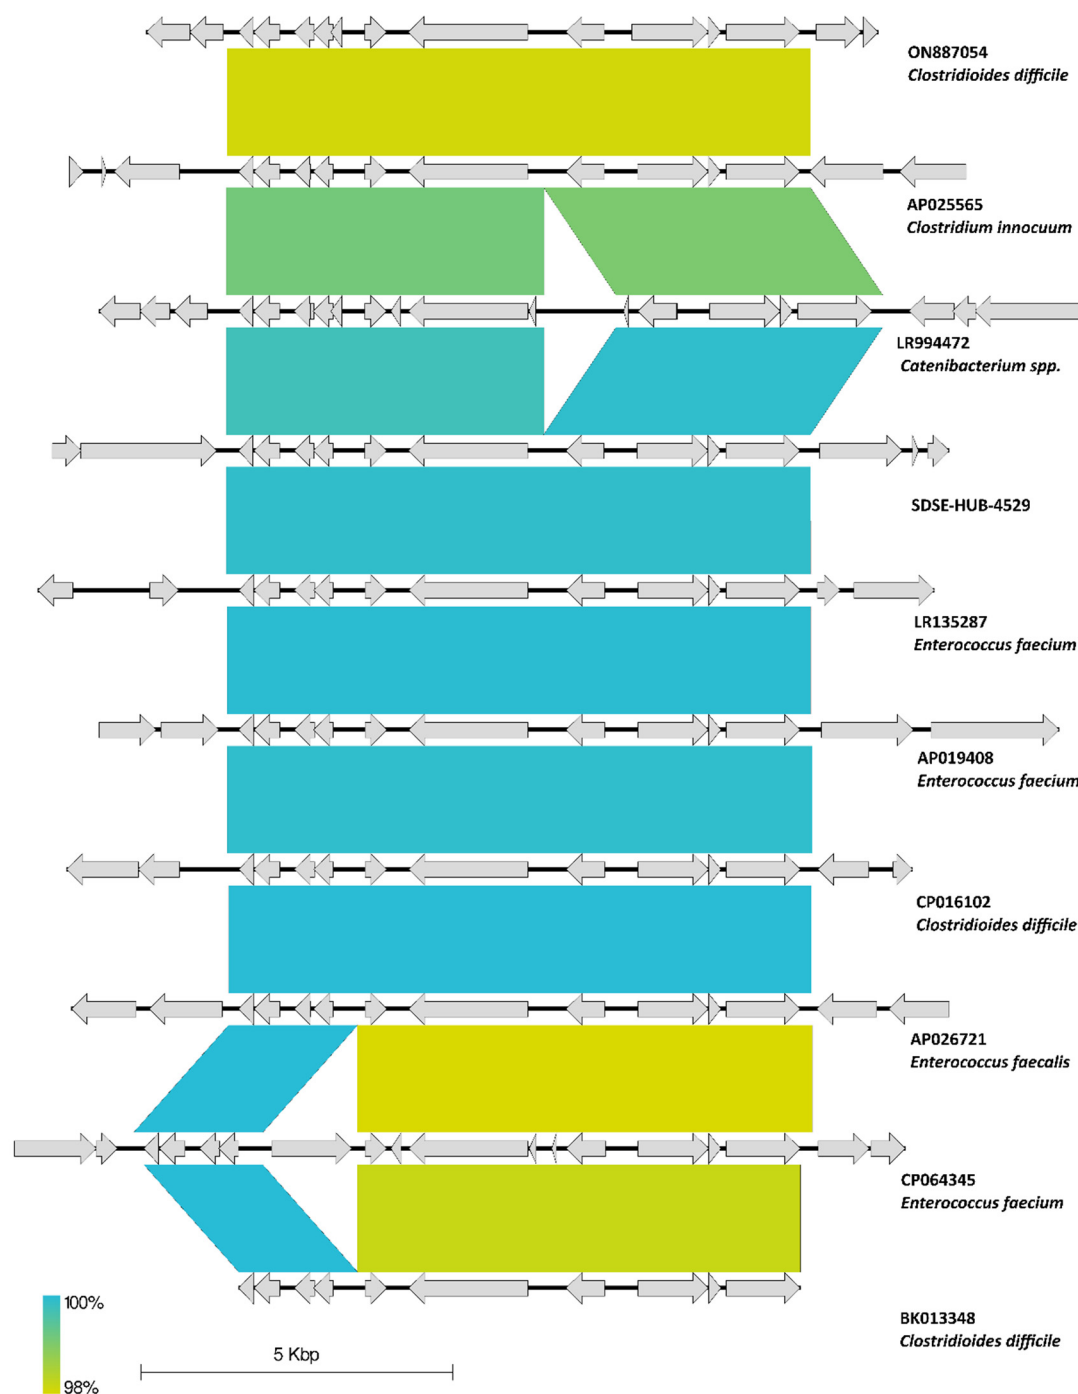 ON887054
Clostridioides difficile
AP025565
Clostridium innocuum
LR994472
Catenibacterium spp.
SDSE-HUB-4529
LR135287
Enterococcus faecium
AP019408
Enterococcus faecium
CP016102
Clostridioides difficile
AP026721
Enterococcus faecalis
CP064345
Enterococcus faecium
100%
BK013348
Clostridioides difficile
5 Kbp
98%